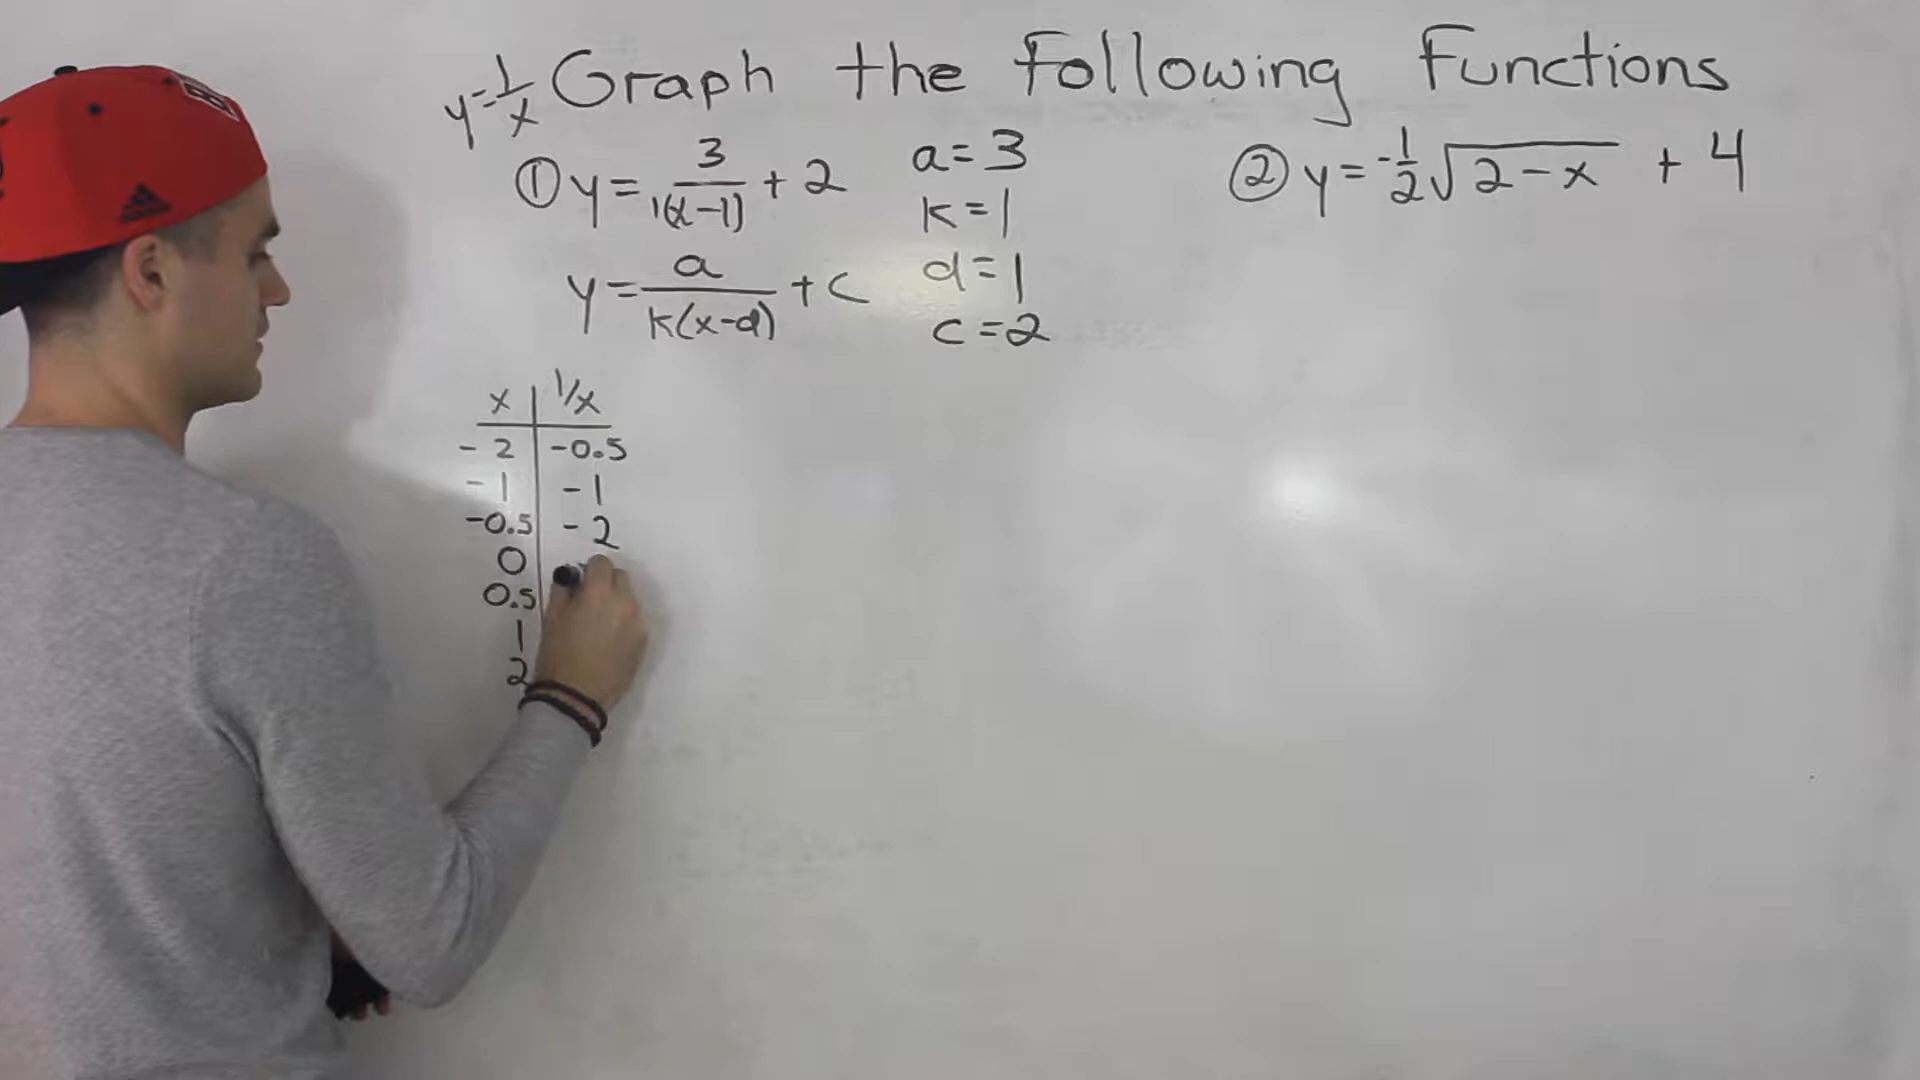 y=1/x Graph the Following Functions
① y = 3/1(x-1) + 2
a=3
k=1
y = a/k(x-d) + c
d=1
c=2
x | 1/x
-2 | -0.5
-1 | -1
-0.5 | -2
0
0.5
1
2
② y = -1/2√2-x + 4